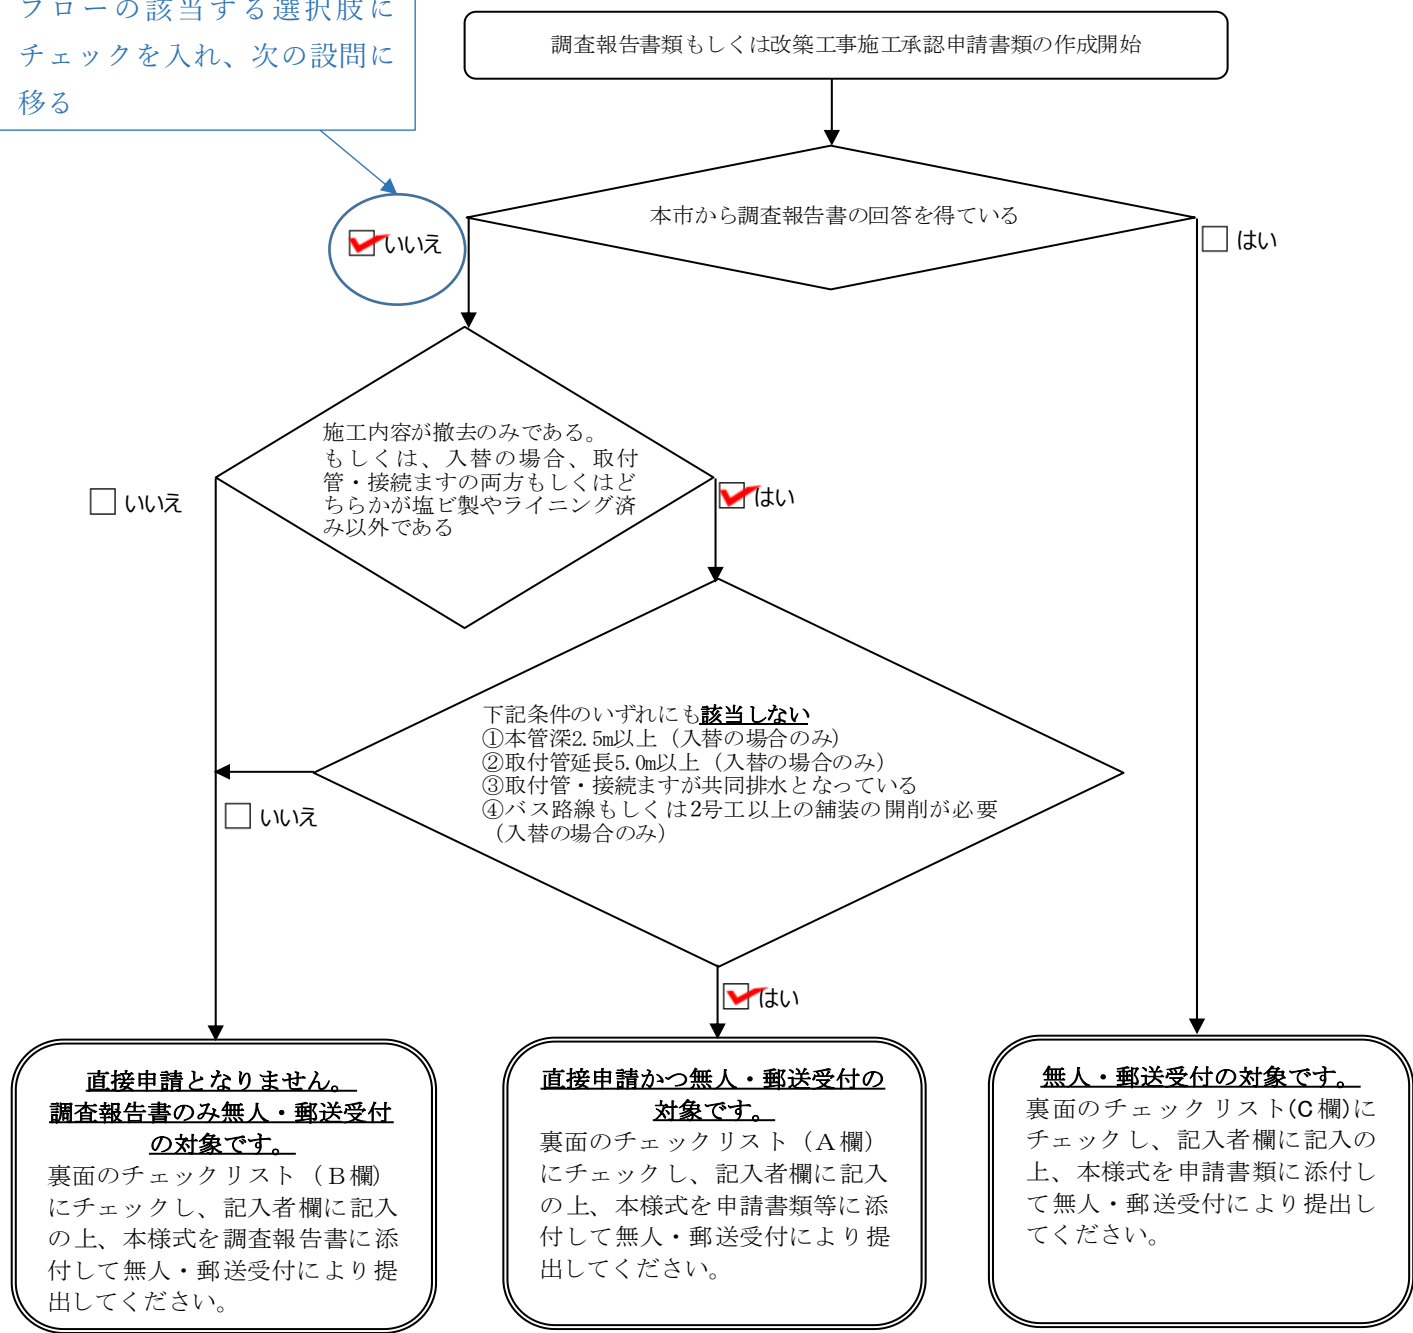 フローの該当する選択肢に
チェックを入れ、次の設問に
移る
調査報告書類もしくは改築工事施工承認申請書類の作成開始
本市から調査報告書の回答を得ている
いいえ
はい
施工内容が撤去のみである。
もしくは、入替の場合、取付
管・接続ますの両方もしくはど
ちらかが塩ビ製やライニング済
み以外である
いいえ
はい
下記条件のいずれにも該当しない
①本管深2.5m以上（入替の場合のみ）
②取付管延長5.0m以上（入替の場合のみ）
③取付管・接続ますが共同排水となっている
④バス路線もしくは2号工以上の舗装の開削が必要
（入替の場合のみ）
いいえ
はい
直接申請となりません。
調査報告書のみ無人・郵送受付
の対象です。
裏面のチェックリスト（Ｂ欄）
にチェックし、記入者欄に記入
の上、本様式を調査報告書に添
付して無人・郵送受付により提
出してください。
直接申請かつ無人・郵送受付の
対象です。
裏面のチェックリスト（Ａ欄）
にチェックし、記入者欄に記入
の上、本様式を申請書類等に添
付して無人・郵送受付により提
出してください。
無人・郵送受付の対象です。
裏面のチェックリスト(C欄)に
チェックし、記入者欄に記入の
上、本様式を申請書類に添付し
て無人・郵送受付により提出し
てください。